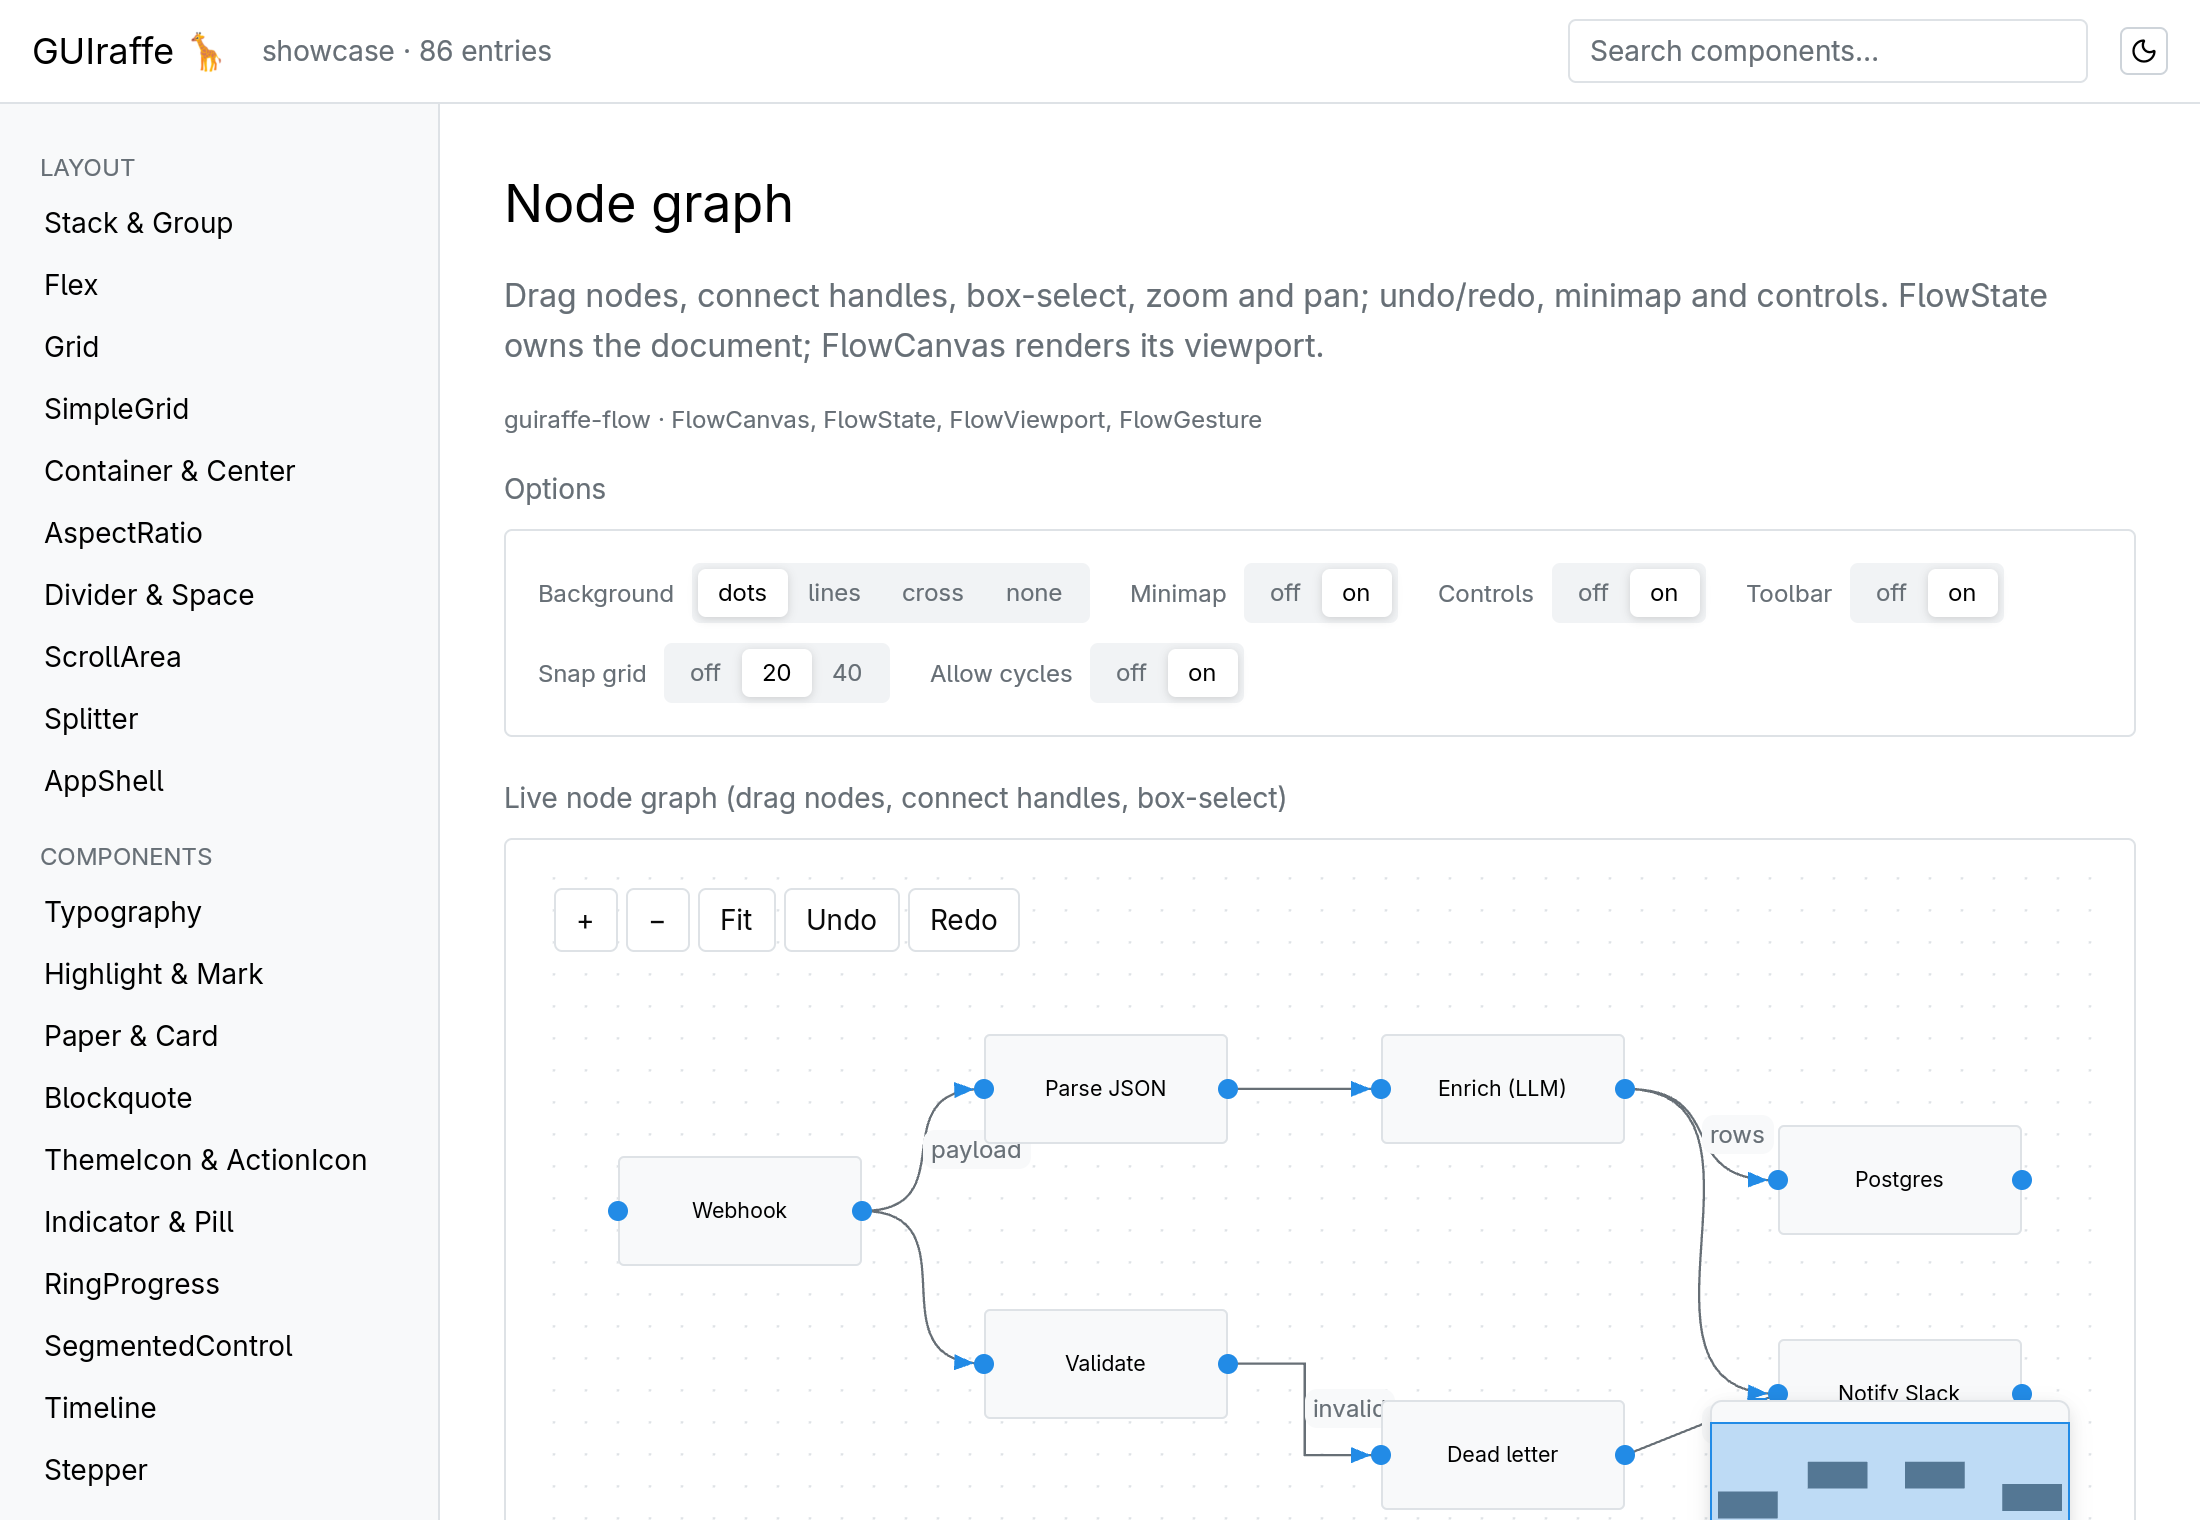 GUIraffe 🦒 showcase · 86 entries Search components...
LAYOUT
Stack & Group
Flex
Grid
SimpleGrid
Container & Center
AspectRatio
Divider & Space
ScrollArea
Splitter
AppShell
COMPONENTS
Typography
Highlight & Mark
Paper & Card
Blockquote
ThemeIcon & ActionIcon
Indicator & Pill
RingProgress
SegmentedControl
Timeline
Stepper
Node graph
Drag nodes, connect handles, box-select, zoom and pan; undo/redo, minimap and controls. FlowState
owns the document; FlowCanvas renders its viewport.
guiraffe-flow · FlowCanvas, FlowState, FlowViewport, FlowGesture
Options
Background dots lines cross none Minimap off on Controls off on Toolbar off on
Snap grid off 20 40 Allow cycles off on
Live node graph (drag nodes, connect handles, box-select)
+ − Fit Undo Redo
Parse JSON
Enrich (LLM)
rows
payload
Postgres
Webhook
Validate
Notify Slack
invalid
Dead letter